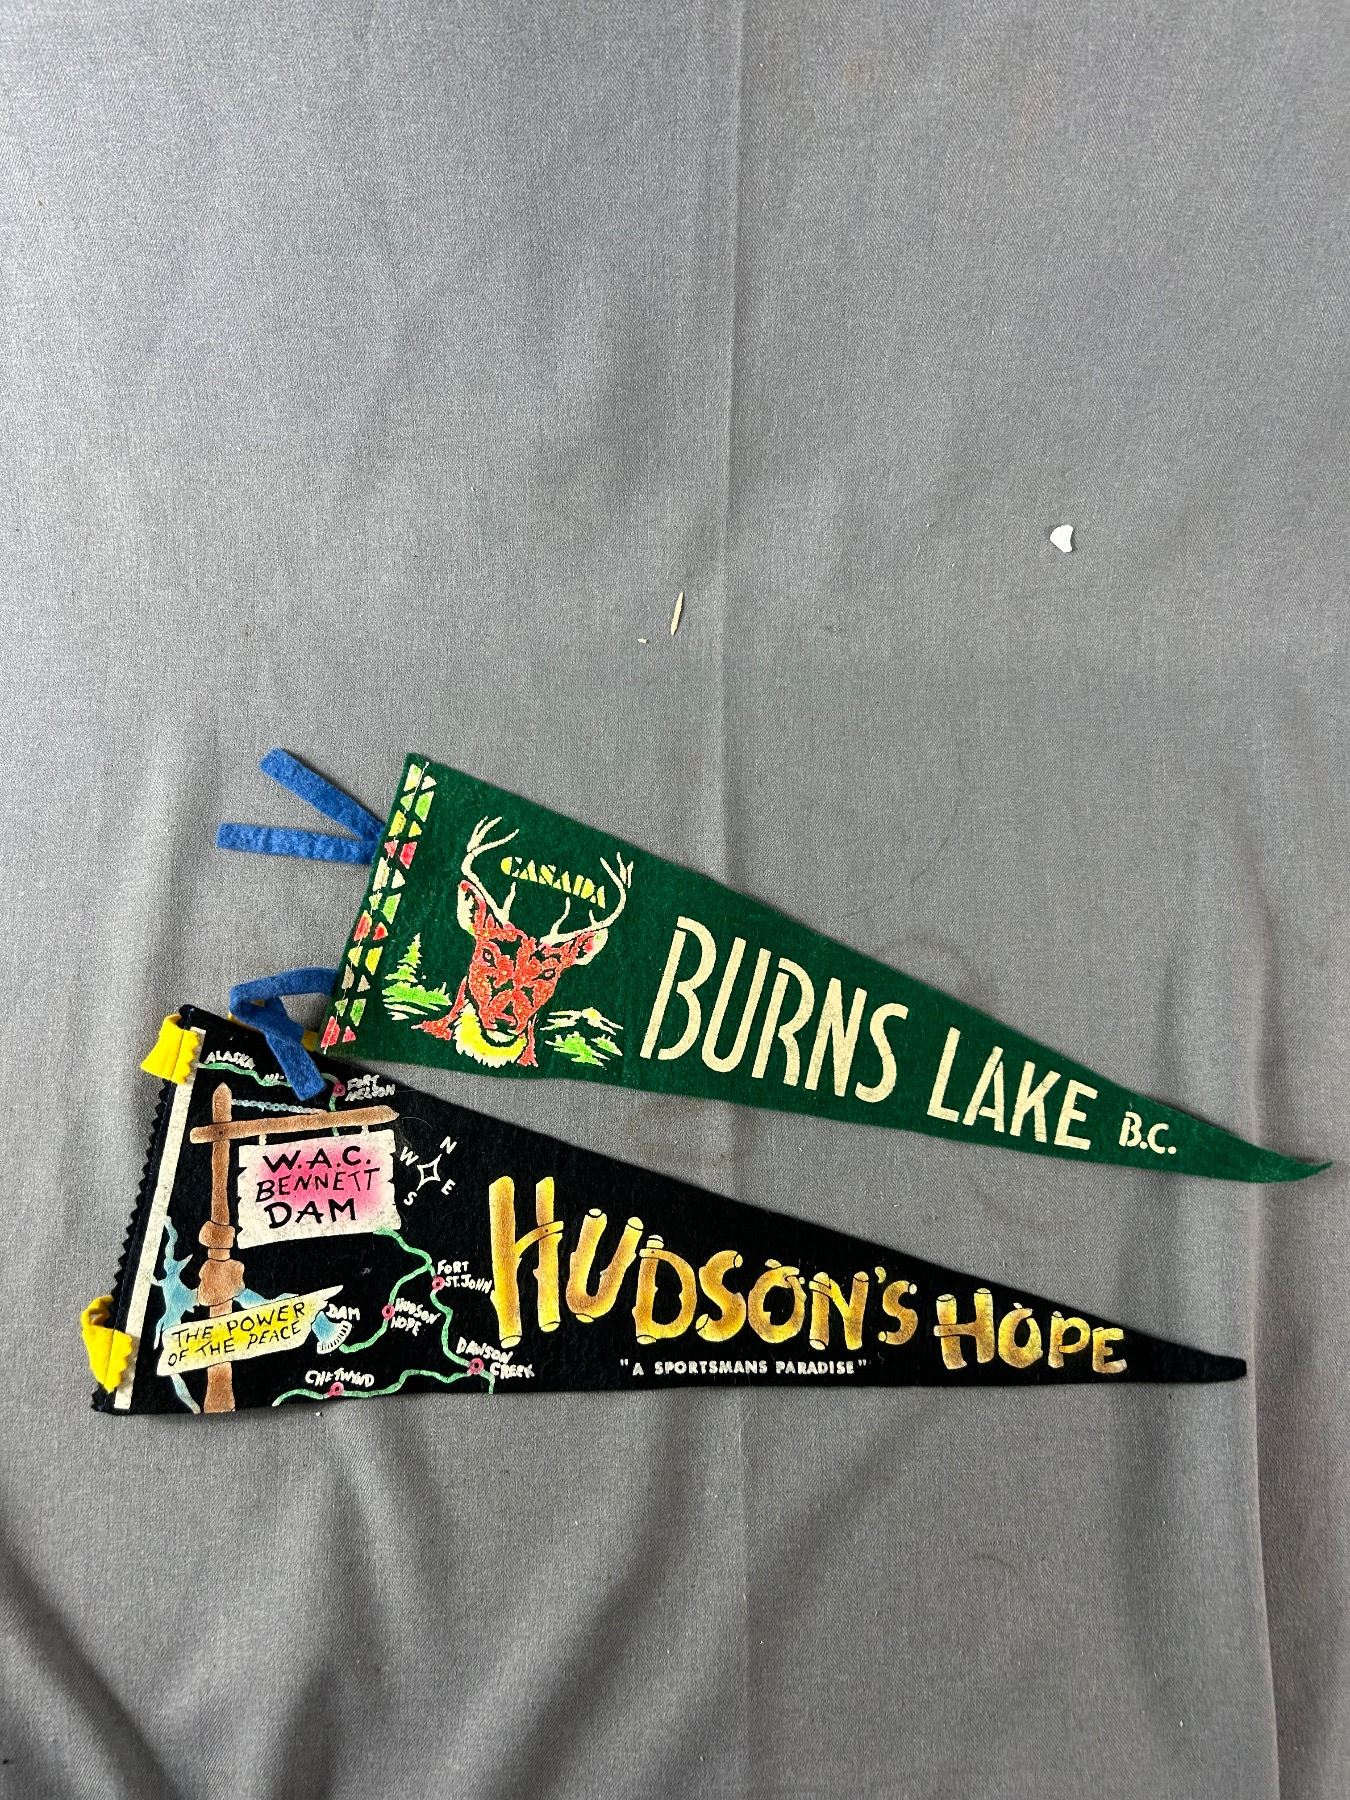 CANADA
BURNS LAKE B.C.
ALASKA HI-
FORT
NELSON
W.A.C.
BENNETT
DAM
N
W
E
S
FORT
ST. JOHN
HUDSON
HOPE
DAM
THE POWER
OF THE PEACE
DAWSON
CREEK
CHETWYND
HUDSON'S HOPE
"A SPORTSMANS PARADISE"